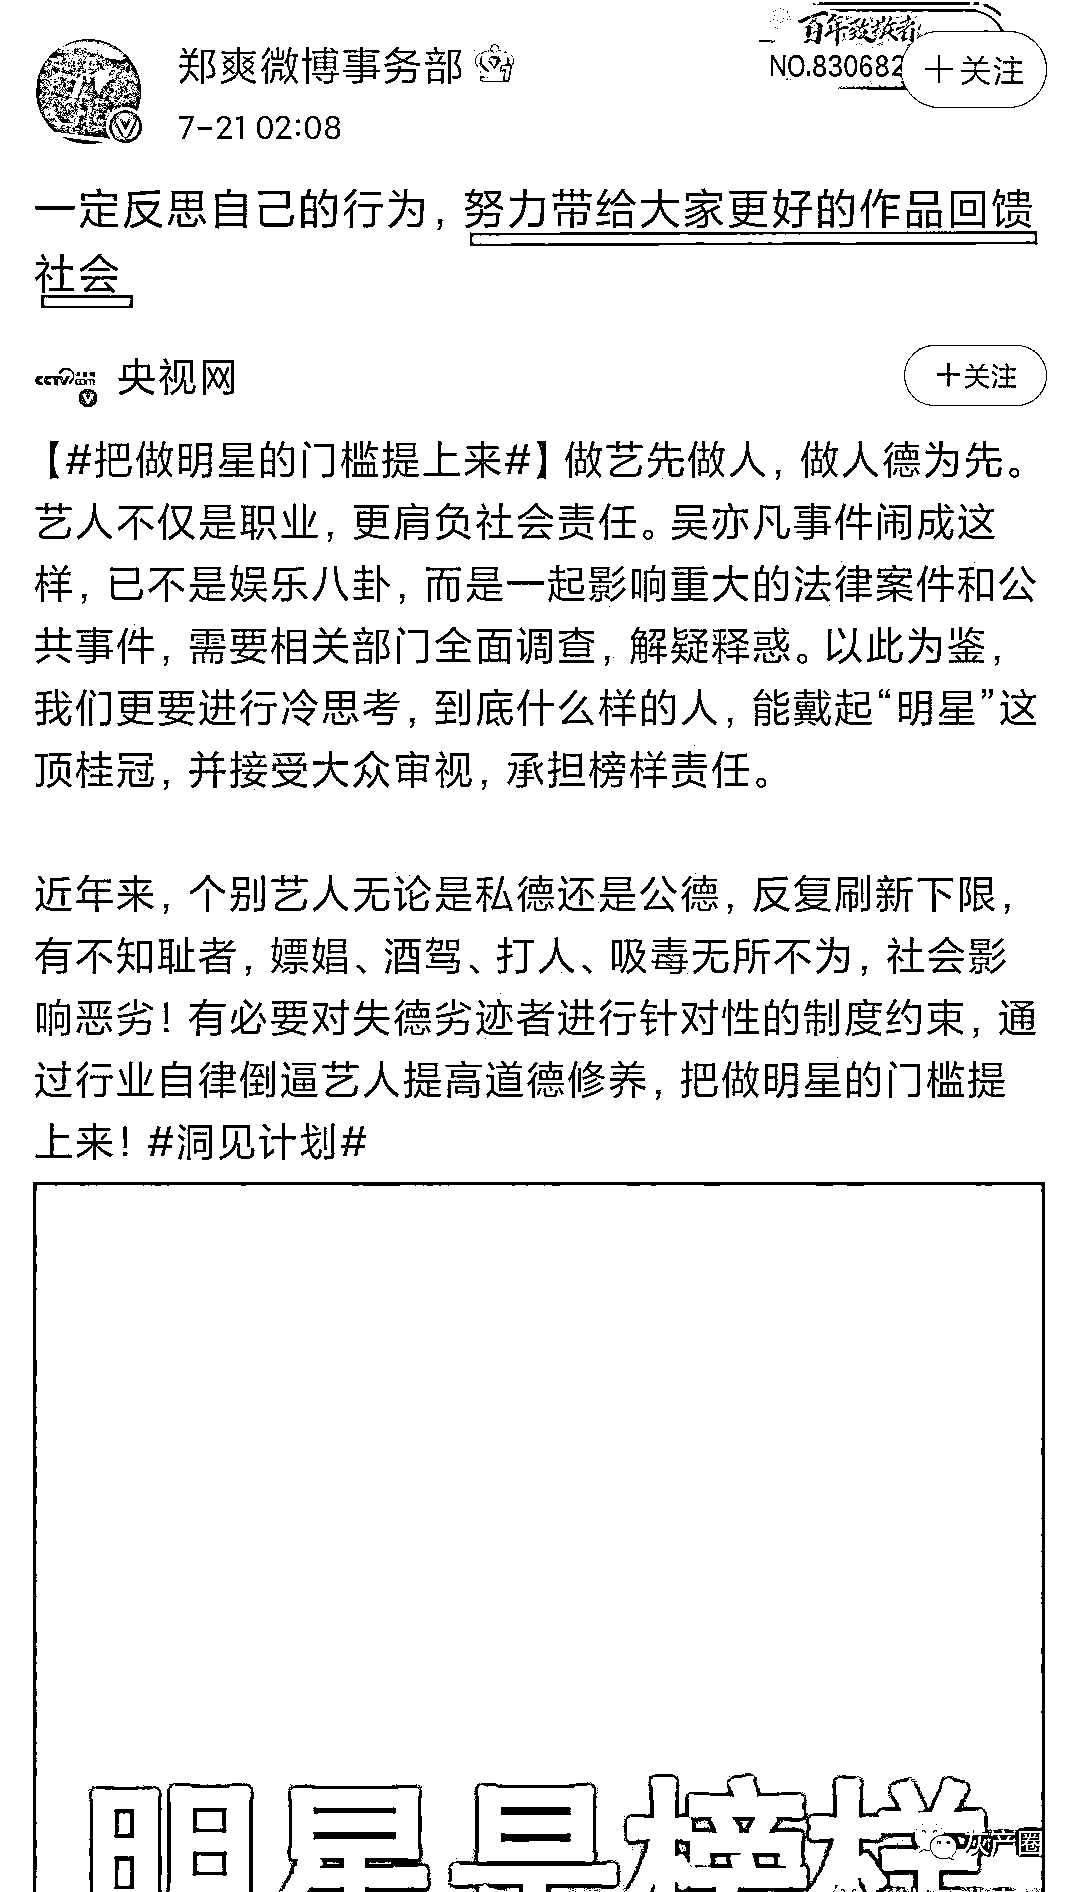 百年致敬者
郑爽微博事务部
NO.830682
+关注
7-21 02:08
一定反思自己的行为，努力带给大家更好的作品回馈
社会
CCTV com 央视网
+关注
【#把做明星的门槛提上来#】做艺先做人，做人德为先。
艺人不仅是职业，更肩负社会责任。吴亦凡事件闹成这
样，已不是娱乐八卦，而是一起影响重大的法律案件和公
共事件，需要相关部门全面调查，解疑释惑。以此为鉴，
我们更要进行冷思考，到底什么样的人，能戴起“明星”这
顶桂冠，并接受大众审视，承担榜样责任。
近年来，个别艺人无论是私德还是公德，反复刷新下限，
有不知耻者，嫖娼、酒驾、打人、吸毒无所不为，社会影
响恶劣！有必要对失德劣迹者进行针对性的制度约束，通
过行业自律倒逼艺人提高道德修养，把做明星的门槛提
上来！#洞见计划#
明星是榜样
灰产圈